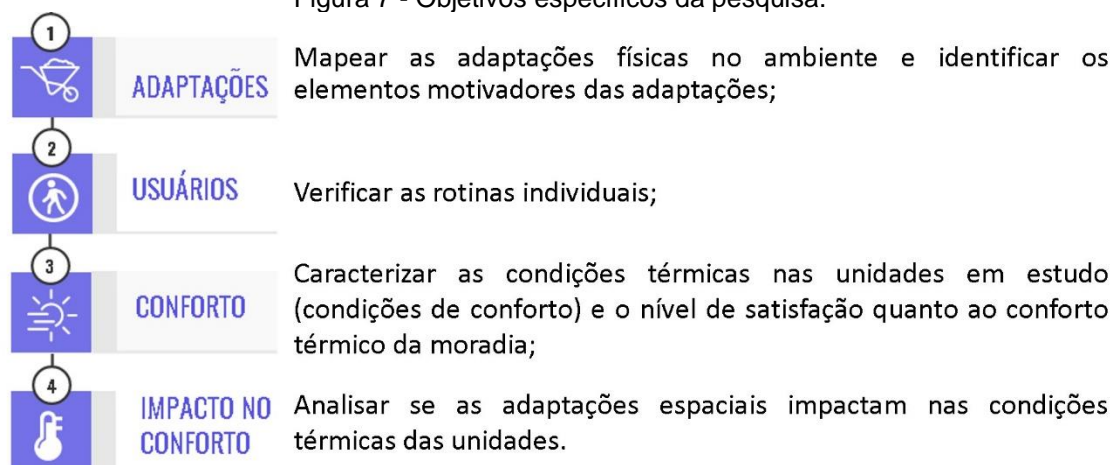 Figura 7 - Objetivos específicos da pesquisa.
1
ADAPTAÇÕES
Mapear as adaptações físicas no ambiente e identificar os
elementos motivadores das adaptações;
2
USUÁRIOS
Verificar as rotinas individuais;
3
CONFORTO
Caracterizar as condições térmicas nas unidades em estudo
(condições de conforto) e o nível de satisfação quanto ao conforto
térmico da moradia;
4
IMPACTO NO
CONFORTO
Analisar se as adaptações espaciais impactam nas condições
térmicas das unidades.